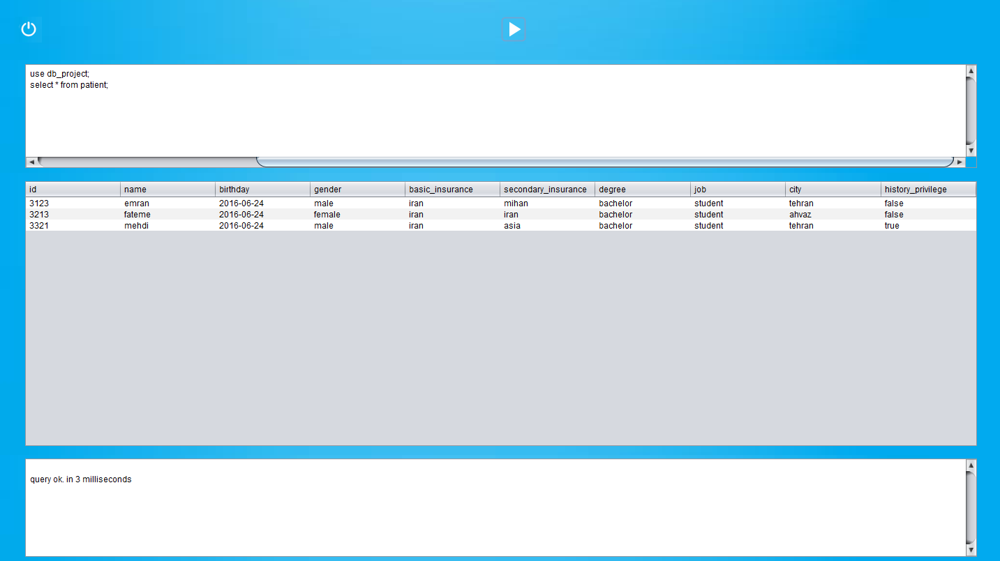 use db_project;
select * from patient;
id name birthday gender basic_insurance secondary_insurance degree job city history_privilege
3123 emran 2016-06-24 male iran mihan bachelor student tehran false
3213 fateme 2016-06-24 female iran iran bachelor student ahvaz false
3321 mehdi 2016-06-24 male iran asia bachelor student tehran true
query ok. in 3 milliseconds